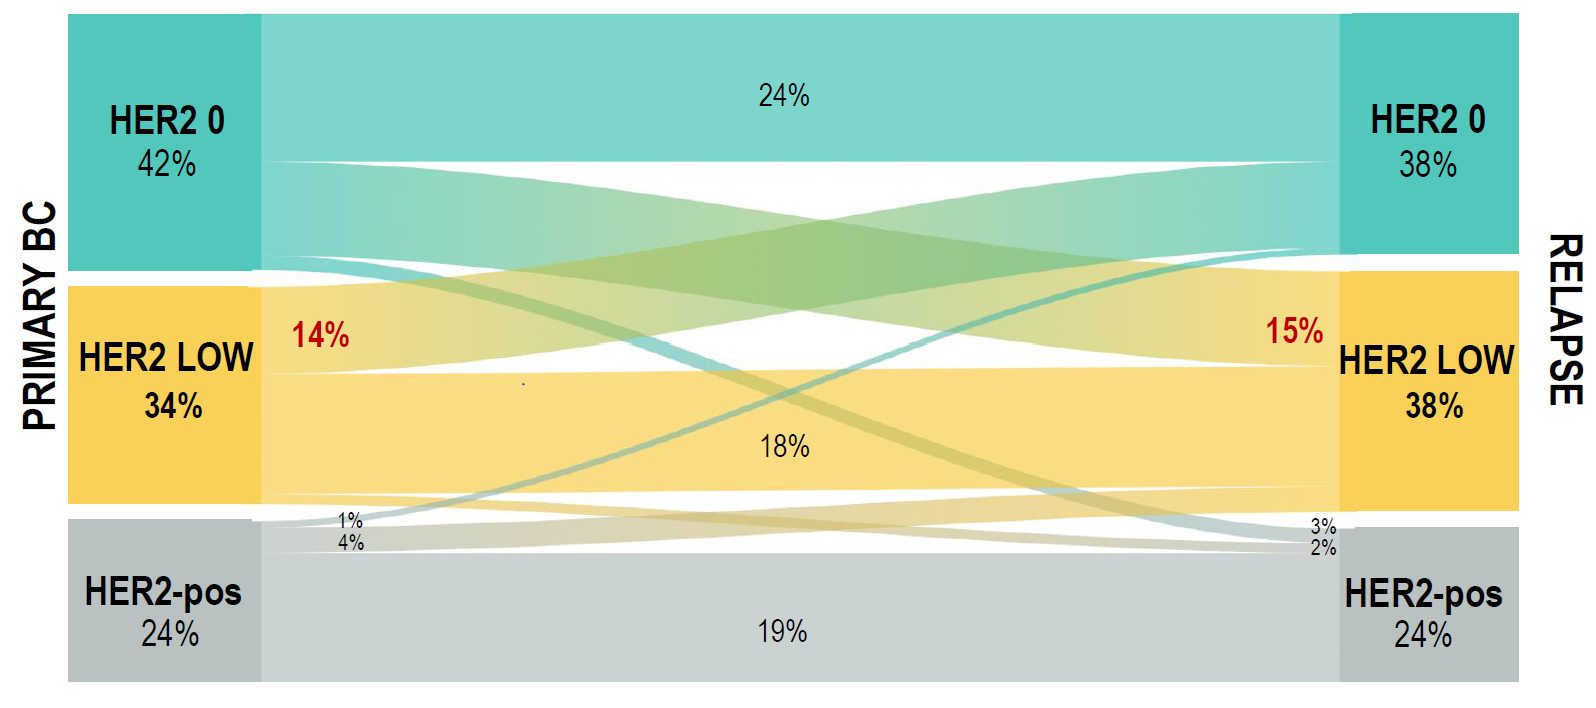 PRIMARY BC
HER2 0
42%
HER2 LOW
34%
HER2-pos
24%
24%
14%
15%
18%
1%
4%
3%
2%
19%
HER2 0
38%
HER2 LOW
38%
HER2-pos
24%
RELAPSE